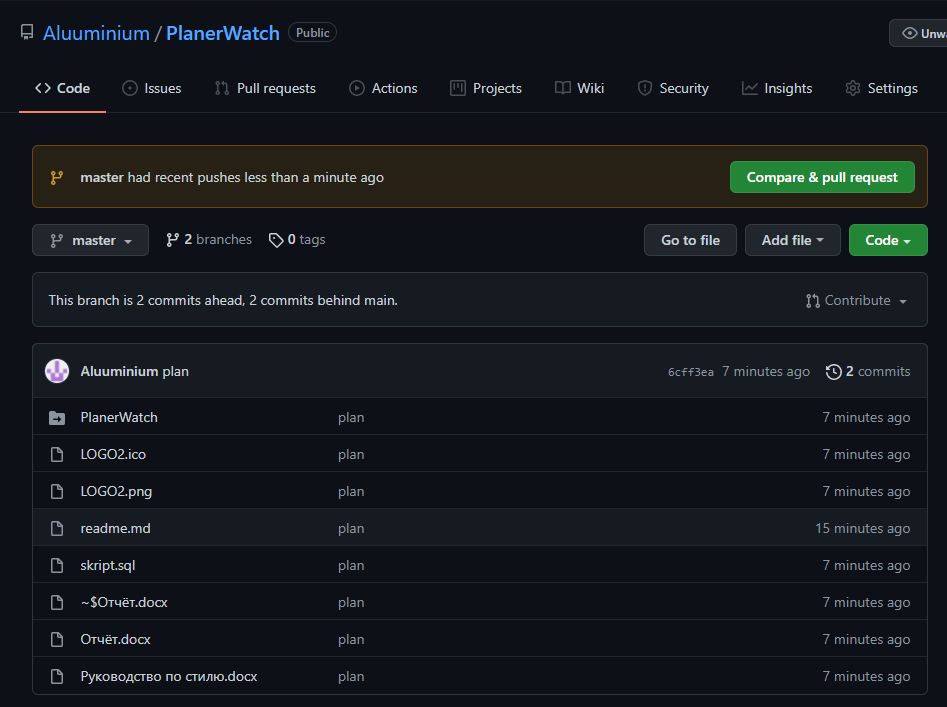 Aluuminium / PlanerWatch Public
Code Issues Pull requests Actions Projects Wiki Security Insights Settings
master had recent pushes less than a minute ago Compare & pull request
master 2 branches 0 tags Go to file Add file Code
This branch is 2 commits ahead, 2 commits behind main. Contribute
Aluuminium plan 6cff3ea 7 minutes ago 2 commits
PlanerWatch plan 7 minutes ago
LOGO2.ico plan 7 minutes ago
LOGO2.png plan 7 minutes ago
readme.md plan 15 minutes ago
skript.sql plan 7 minutes ago
~$Отчёт.docx plan 7 minutes ago
Отчёт.docx plan 7 minutes ago
Руководство по стилю.docx plan 7 minutes ago